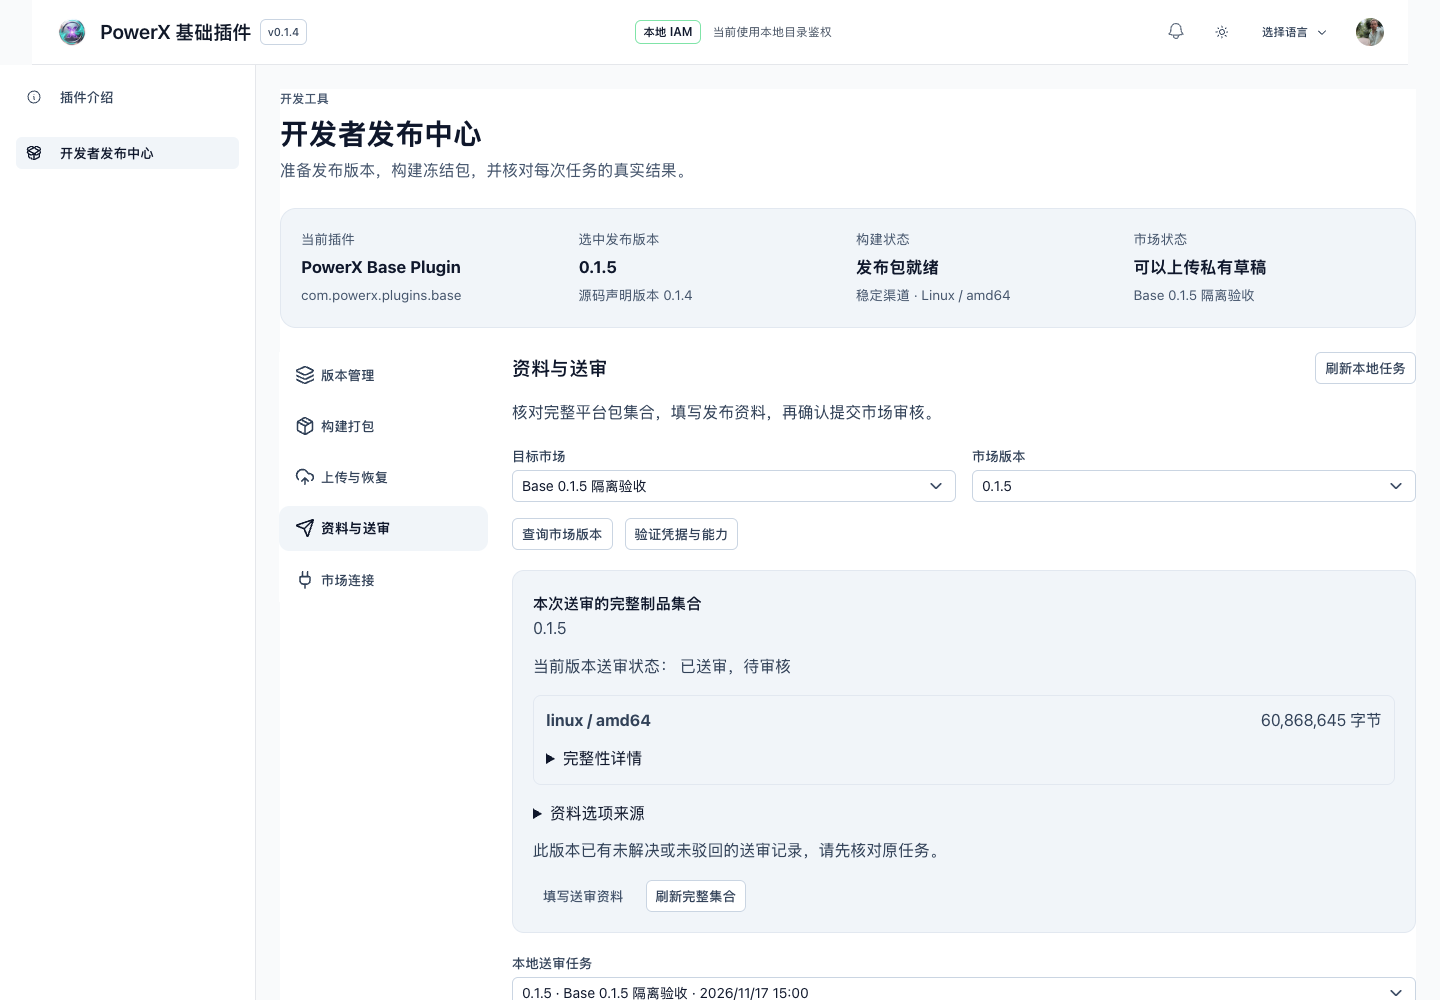 PowerX 基础插件 v0.1.4
本地 IAM 当前使用本地目录鉴权
选择语言
插件介绍
开发者发布中心
开发工具
开发者发布中心
准备发布版本，构建冻结包，并核对每次任务的真实结果。
当前插件 选中发布版本 构建状态 市场状态
PowerX Base Plugin 0.1.5 发布包就绪 可以上传私有草稿
com.powerx.plugins.base 源码声明版本 0.1.4 稳定渠道 · Linux / amd64 Base 0.1.5 隔离验收
版本管理
构建打包
上传与恢复
资料与送审
市场连接
资料与送审 刷新本地任务
核对完整平台包集合，填写发布资料，再确认提交市场审核。
目标市场 市场版本
Base 0.1.5 隔离验收 0.1.5
查询市场版本 验证凭据与能力
本次送审的完整制品集合
0.1.5
当前版本送审状态： 已送审，待审核
linux / amd64 60,868,645 字节
完整性详情
资料选项来源
此版本已有未解决或未驳回的送审记录，请先核对原任务。
填写送审资料 刷新完整集合
本地送审任务
0.1.5 · Base 0.1.5 隔离验收 · 2026/11/17 15:00